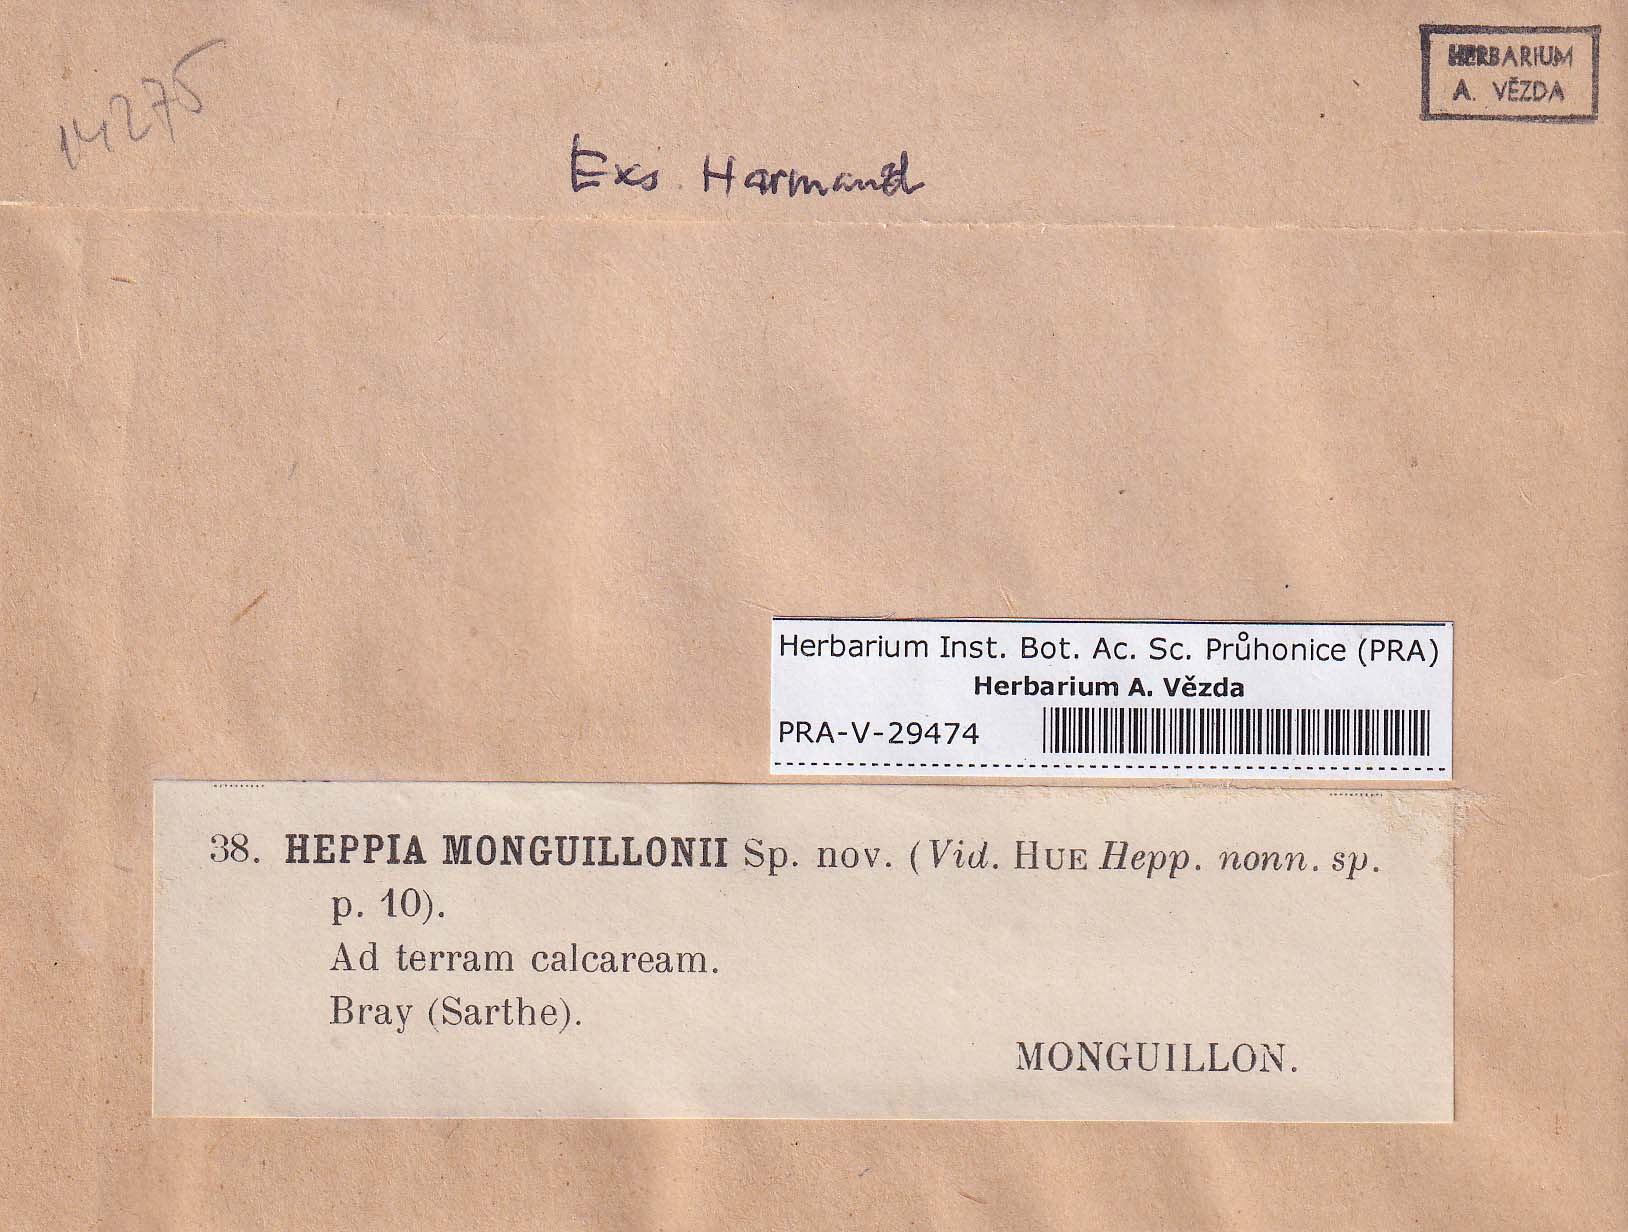 14275
HERBARIUM
A. VĚZDA
Exs. Harmand
Herbarium Inst. Bot. Ac. Sc. Průhonice (PRA)
Herbarium A. Vězda
PRA-V-29474
38. HEPPIA MONGUILLONII Sp. nov. (Vid. HUE Hepp. nonn. sp.
p. 10).
Ad terram calcaream.
Bray (Sarthe).
MONGUILLON.